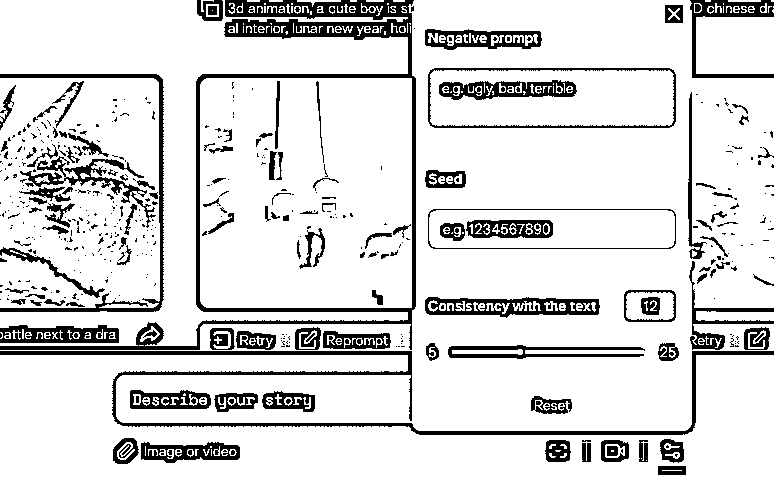 3d animation, a cute boy is st
al interior, lunar new year, holi
D chinese dra
Negative prompt
e.g. ugly, bad, terrible
Seed
e.g. 1234567890
Consistency with the text
12
5
25
Reset
battle next to a dra
Retry
Reprompt
Retry
Describe your story
Image or video